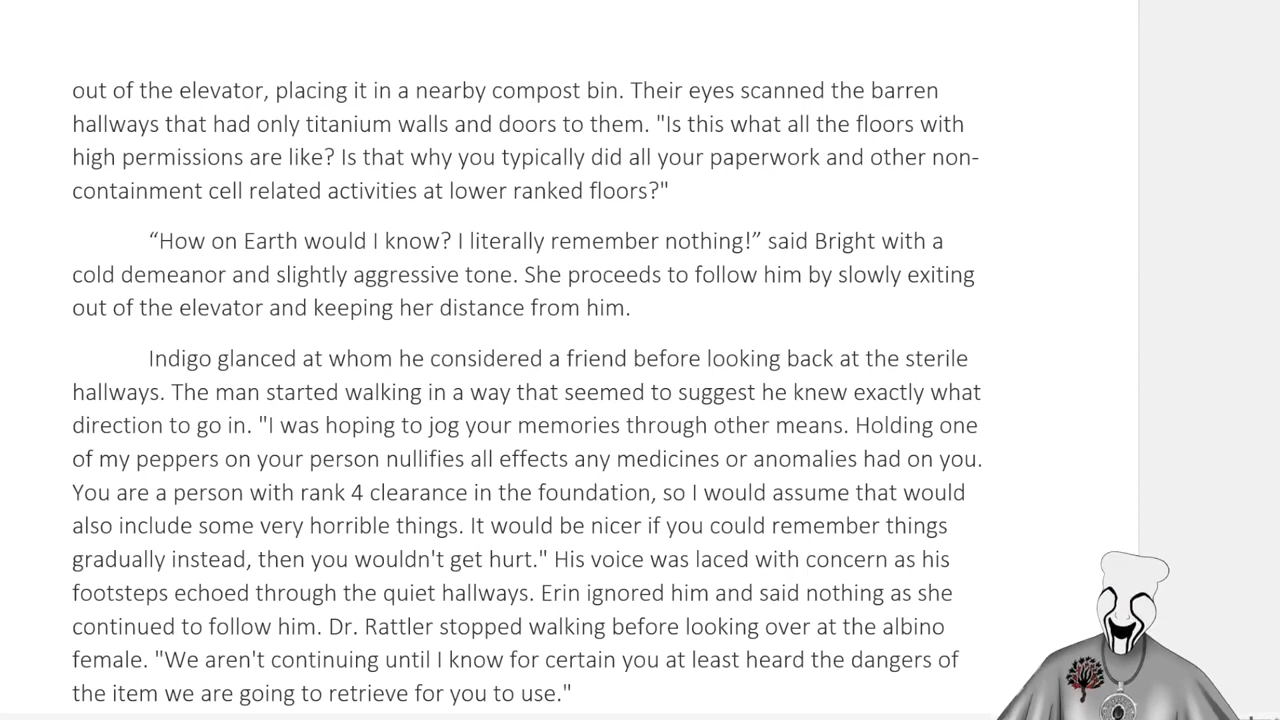 out of the elevator, placing it in a nearby compost bin. Their eyes scanned the barren
hallways that had only titanium walls and doors to them. "Is this what all the floors with
high permissions are like? Is that why you typically did all your paperwork and other non-
containment cell related activities at lower ranked floors?"
“How on Earth would I know? I literally remember nothing!” said Bright with a
cold demeanor and slightly aggressive tone. She proceeds to follow him by slowly exiting
out of the elevator and keeping her distance from him.
Indigo glanced at whom he considered a friend before looking back at the sterile
hallways. The man started walking in a way that seemed to suggest he knew exactly what
direction to go in. "I was hoping to jog your memories through other means. Holding one
of my peppers on your person nullifies all effects any medicines or anomalies had on you.
You are a person with rank 4 clearance in the foundation, so I would assume that would
also include some very horrible things. It would be nicer if you could remember things
gradually instead, then you wouldn't get hurt." His voice was laced with concern as his
footsteps echoed through the quiet hallways. Erin ignored him and said nothing as she
continued to follow him. Dr. Rattler stopped walking before looking over at the albino
female. "We aren't continuing until I know for certain you at least heard the dangers of
the item we are going to retrieve for you to use."